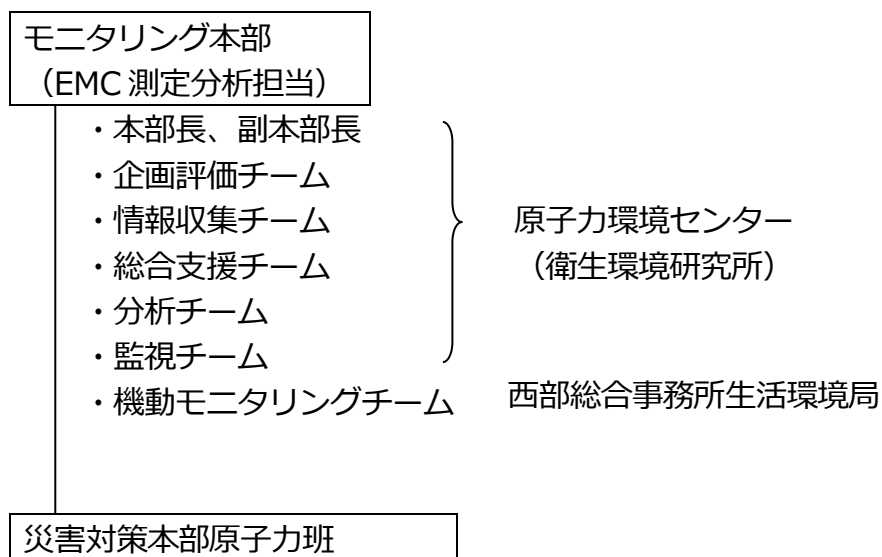 モニタリング本部
（EMC 測定分析担当）
・本部長、副本部長
・企画評価チーム
・情報収集チーム
・総合支援チーム
・分析チーム
・監視チーム
・機動モニタリングチーム
原子力環境センター
（衛生環境研究所）
西部総合事務所生活環境局
災害対策本部原子力班